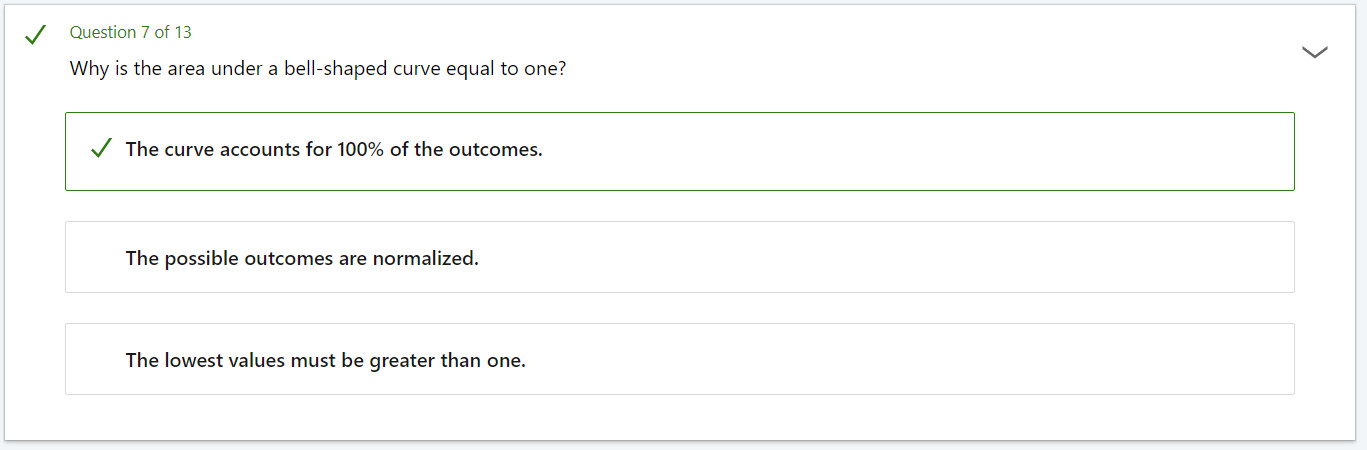 Question 7 of 13
Why is the area under a bell-shaped curve equal to one?
The curve accounts for 100% of the outcomes.
The possible outcomes are normalized.
The lowest values must be greater than one.